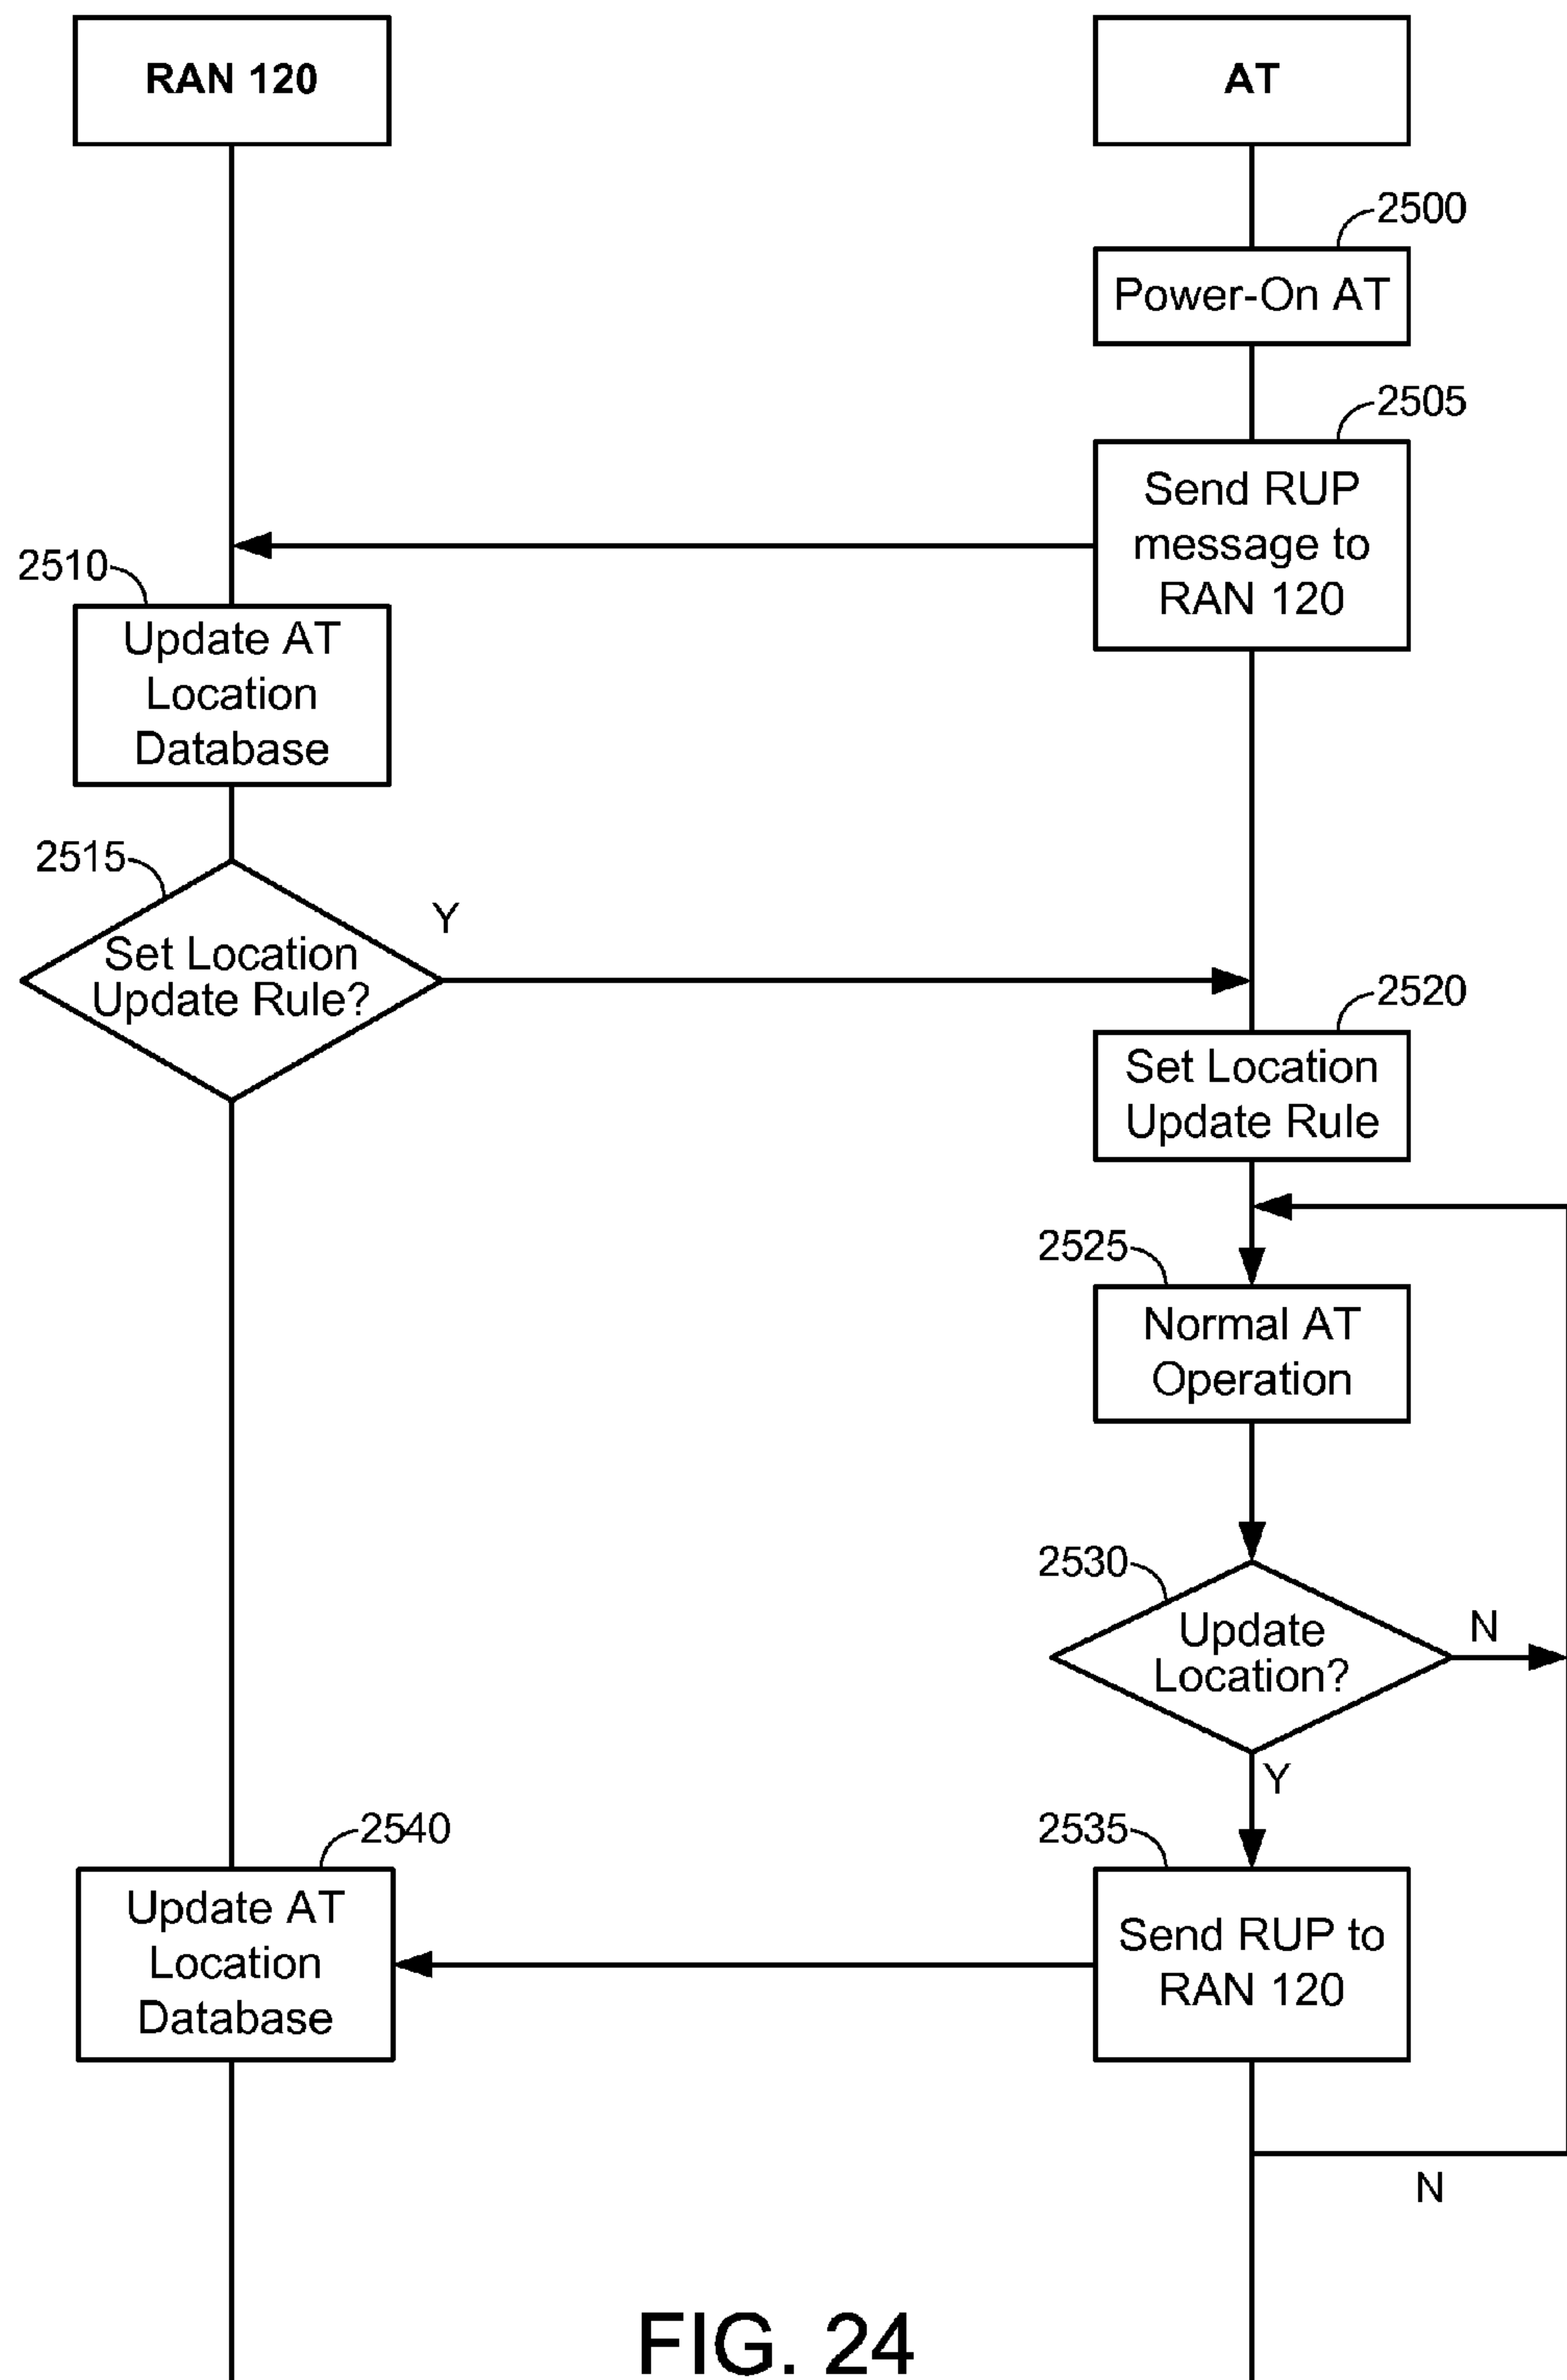 RAN 120
AT
2500
Power-On AT
2505
Send RUP
message to
RAN 120
2510
Update AT
Location
Database
2515
Set Location
Update Rule?
Y
2520
Set Location
Update Rule
2525
Normal AT
Operation
2530
Update
Location?
N
Y
2540
Update AT
Location
Database
2535
Send RUP to
RAN 120
N
FIG. 24